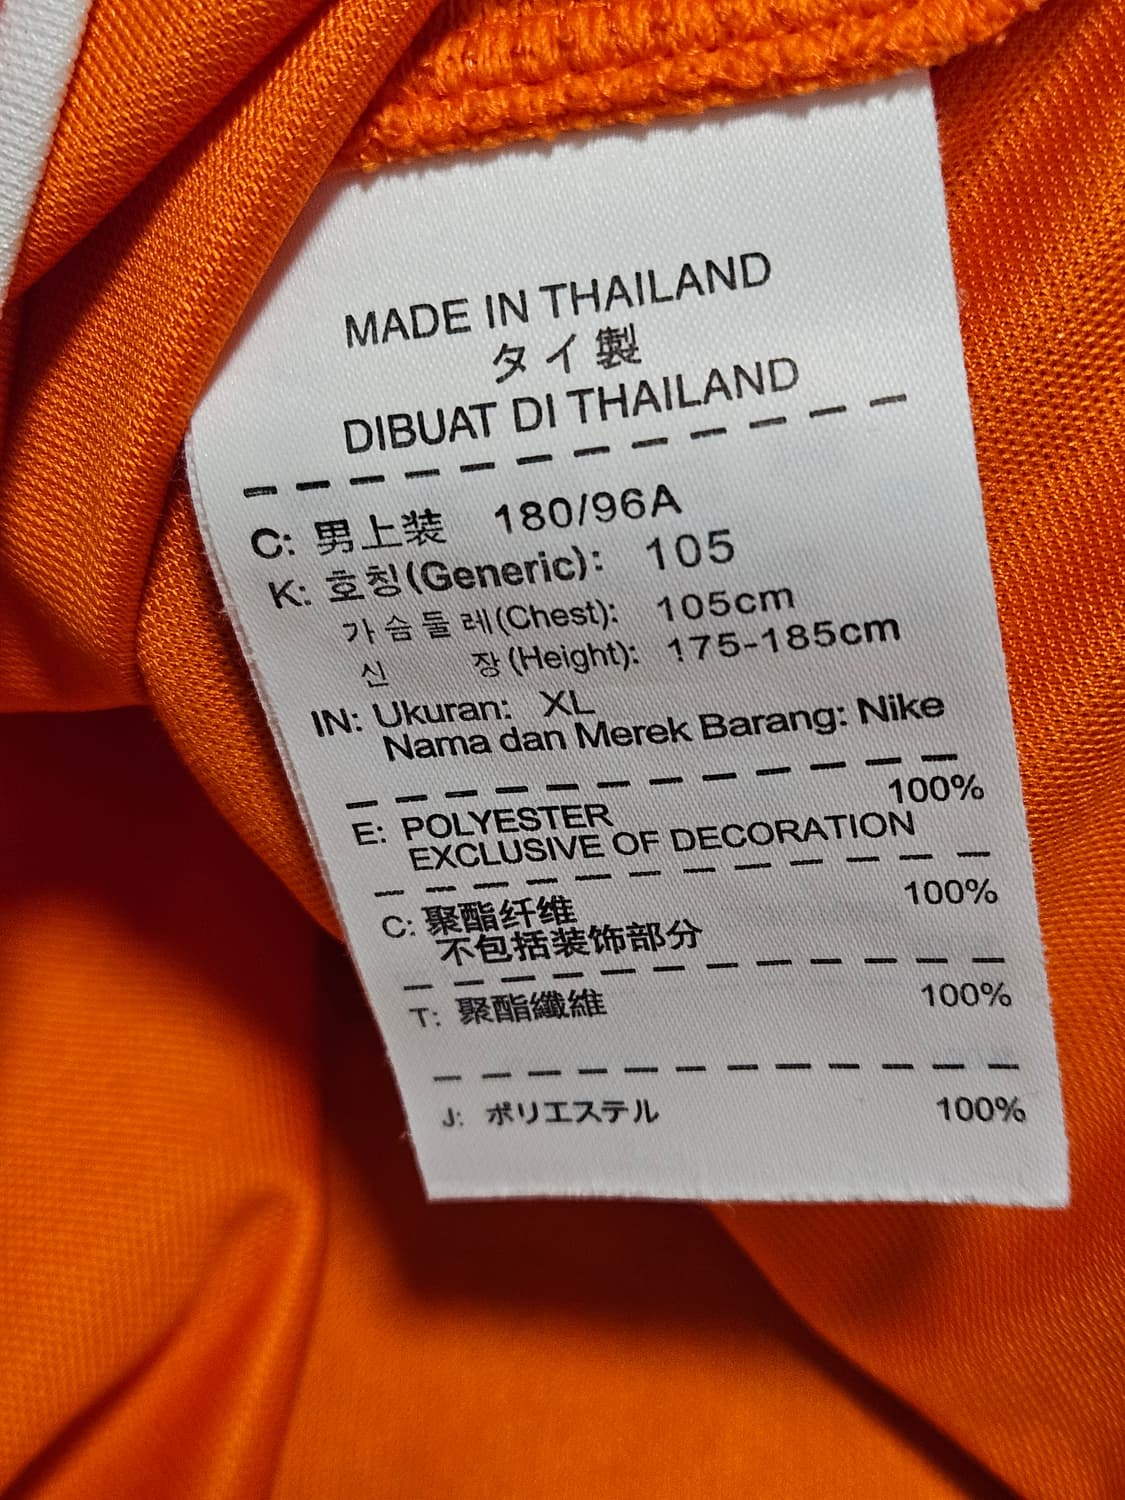 MADE IN THAILAND
タイ製
DIBUAT DI THAILAND
C: 男上装 180/96A
K: 호칭(Generic): 105
가슴둘레(Chest): 105cm
신 장(Height): 175-185cm
IN: Ukuran: XL
Nama dan Merek Barang: Nike
E: POLYESTER 100%
EXCLUSIVE OF DECORATION
C: 聚酯纤维 100%
不包括装饰部分
T: 聚酯纖維 100%
J: ポリエステル 100%